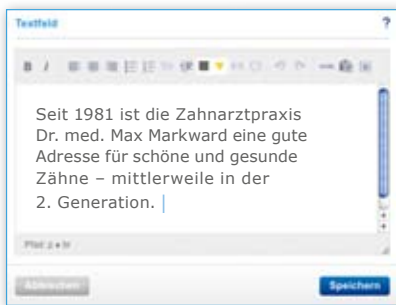 Textfeld ?
B I
Seit 1981 ist die Zahnarztpraxis
Dr. med. Max Markward eine gute
Adresse für schöne und gesunde
Zähne – mittlerweile in der
2. Generation.
Abbrechen Speichern